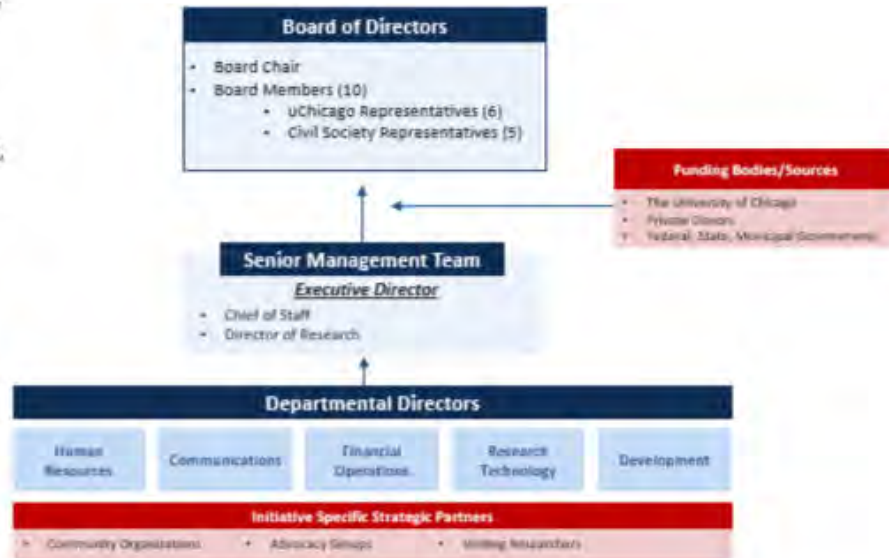 Board of Directors
• Board Chair
• Board Members (10)
• uChicago Representatives (6)
• Civil Society Representatives (5)
Funding Bodies/Sources
• The University of Chicago
• Private Donors
• Federal, State, Municipal Governments
Senior Management Team
Executive Director
• Chief of Staff
• Director of Research
Departmental Directors
Human
Resources
Communications
Financial
Operations
Research
Technology
Development
Initiative Specific Strategic Partners
• Community Organizations • Advocacy Groups • Visiting Researchers